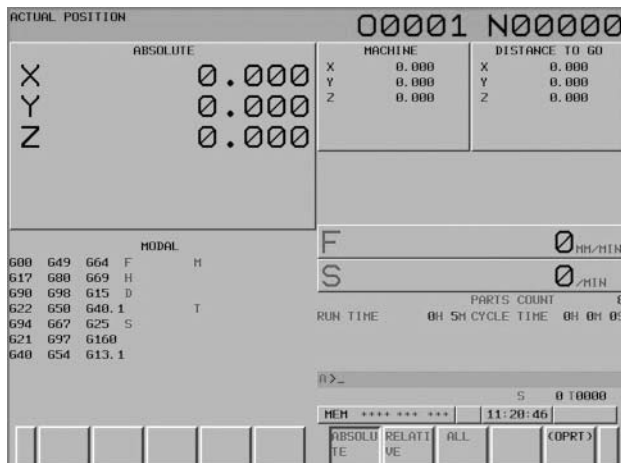 ACTUAL POSITION
O0001 N00000
ABSOLUTE
X 0.000
Y 0.000
Z 0.000
MACHINE
X 0.000
Y 0.000
Z 0.000
DISTANCE TO GO
X 0.000
Y 0.000
Z 0.000
MODAL
G00 G49 G64 F M
G17 G80 G69 H
G90 G98 G15 D
G22 G50 G40.1 T
G94 G67 G25 S
G21 G97 G160
G40 G54 G13.1
F 0 MM/MIN
S 0 /MIN
PARTS COUNT
RUN TIME 0H 5M CYCLE TIME 0H 0M
A>_
S 0 T0000
MEM **** *** *** 11:20:46
ABSOLUTE RELATIVE ALL (OPRT)